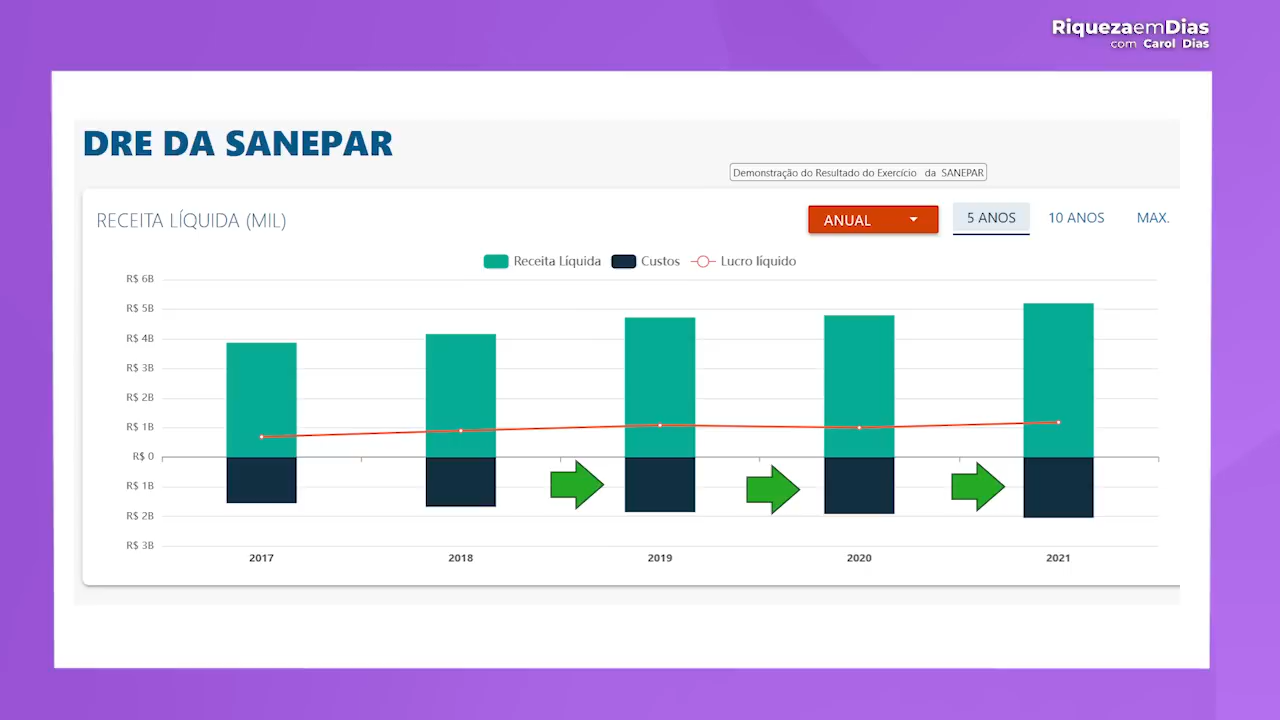 RiquezaemDias
com Carol Dias
DRE DA SANEPAR
Demonstração do Resultado do Exercício da SANEPAR
RECEITA LÍQUIDA (MIL)
ANUAL
5 ANOS
10 ANOS
MAX.
Receita Líquida
Custos
Lucro líquido
R$ 6B
R$ 5B
R$ 4B
R$ 3B
R$ 2B
R$ 1B
R$ 0
R$ 1B
R$ 2B
R$ 3B
2017
2018
2019
2020
2021